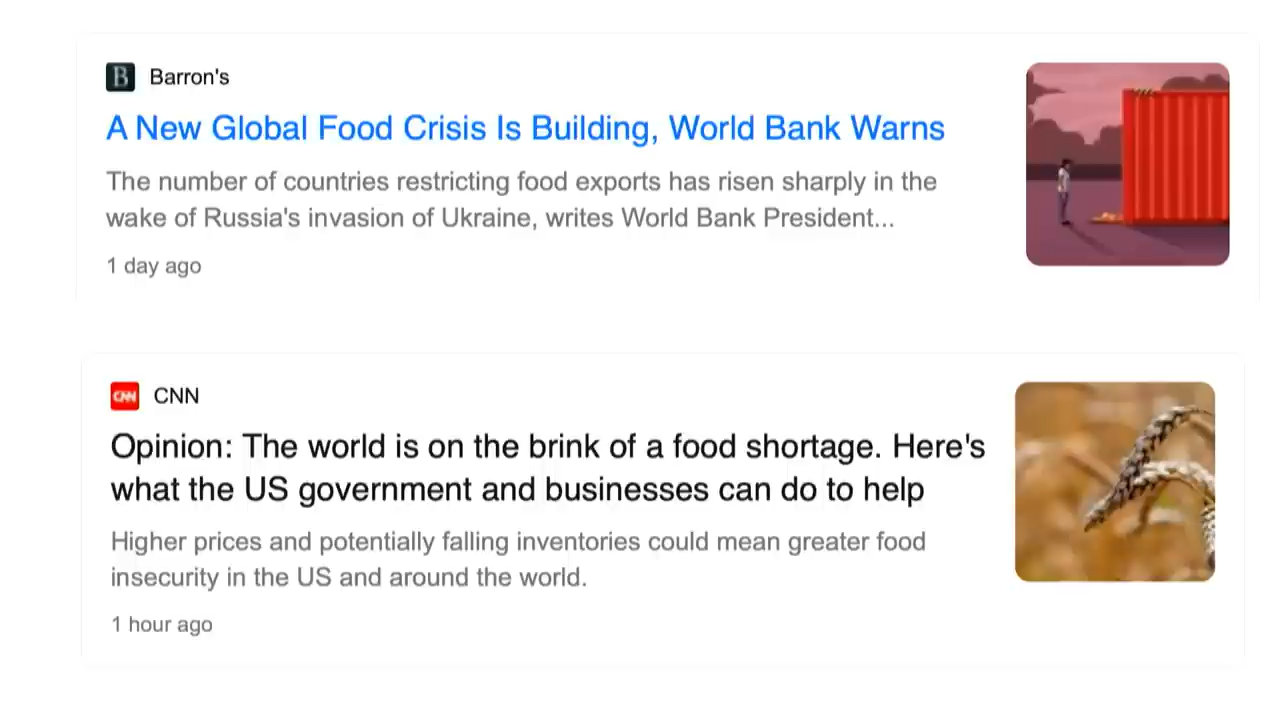 B Barron's
A New Global Food Crisis Is Building, World Bank Warns
The number of countries restricting food exports has risen sharply in the
wake of Russia's invasion of Ukraine, writes World Bank President...
1 day ago
CNN CNN
Opinion: The world is on the brink of a food shortage. Here's
what the US government and businesses can do to help
Higher prices and potentially falling inventories could mean greater food
insecurity in the US and around the world.
1 hour ago